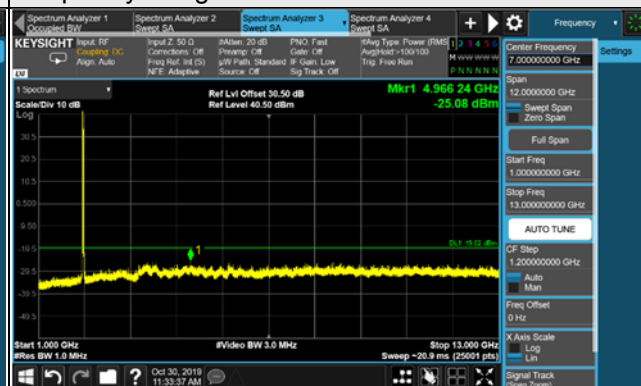 Spectrum Analyzer 1
Occupied BW
Spectrum Analyzer 2
Swept SA
Spectrum Analyzer 3
Swept SA
Spectrum Analyzer 4
Swept SA
Frequency
KEYSIGHT
Input: RF
Coupling: DC
Align: Auto
Input Z: 50 Ω
Corrections: Off
Freq Ref: Int (S)
NFE: Adaptive
#Atten: 20 dB
Preamp: Off
µW Path: Standard
Source: Off
PNO: Fast
Gate: Off
IF Gain: Low
Sig Track: Off
#Avg Type: Power (RMS)
Avg|Hold:>100/100
Trig: Free Run
1 2 3 4 5 6
M W W W W W
P N N N N N
LXI
1 Spectrum
Scale/Div 10 dB
Log
Ref Lvl Offset 30.50 dB
Ref Level 40.50 dBm
Mkr1 4.966 24 GHz
-25.08 dBm
30.5
20.5
10.5
0.500
-9.50
-19.5
-29.5
-39.5
-49.5
1
Start 1.000 GHz
#Res BW 1.0 MHz
#Video BW 3.0 MHz
Stop 13.000 GHz
Sweep ~20.9 ms (25001 pts)
Oct 30, 2019
11:33:37 AM
Center Frequency
7.000000000 GHz
Settings
Span
12.0000000 GHz
Swept Span
Zero Span
Full Span
Start Freq
1.000000000 GHz
Stop Freq
13.000000000 GHz
AUTO TUNE
CF Step
1.200000000 GHz
Auto
Man
Freq Offset
0 Hz
X Axis Scale
Log
Lin
Signal Track
(Span Zoom)